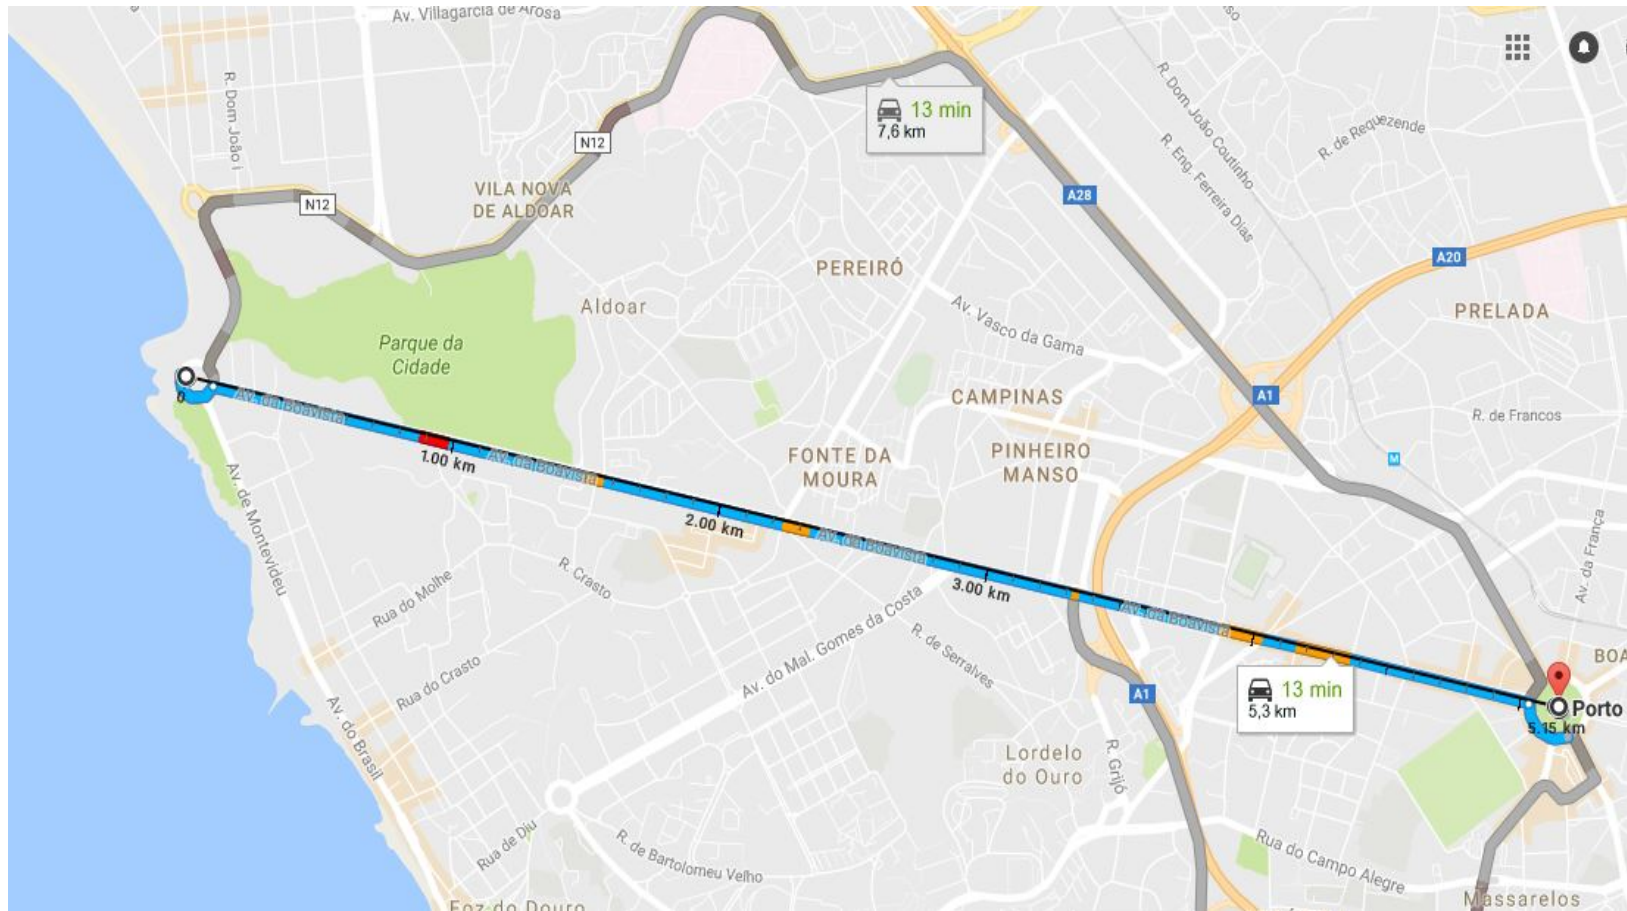 Av. Villagarcia de Arosa
R. Dom João i
13 min
7,6 km
R. Dom João Coutinho
R. de Requezende
R. Eng. Ferreira Dias
N12
VILA NOVA
DE ALDOAR
N12
A28
A20
PEREIRÓ
Aldoar
PRELADA
Av. Vasco da Gama
Parque da
Cidade
0
Av. da Boavista
CAMPINAS
A1
R. de Francos
M
1.00 km
Av. da Boavista
FONTE DA
MOURA
PINHEIRO
MANSO
Av. de Montevideu
2.00 km
Av. da Boavista
Av. da França
R. Crasto
Rua do Molhe
3.00 km
Av. da Boavista
Av. do Mal. Gomes da Costa
R. de Serralves
Rua do Crasto
BOA
A1
13 min
5,3 km
Porto
5.15 km
Av. do Brasil
Lordelo
do Ouro
R. Grijó
Rua de Diu
R. de Bartolomeu Velho
Rua do Campo Alegre
Massarelos
Foz do Douro